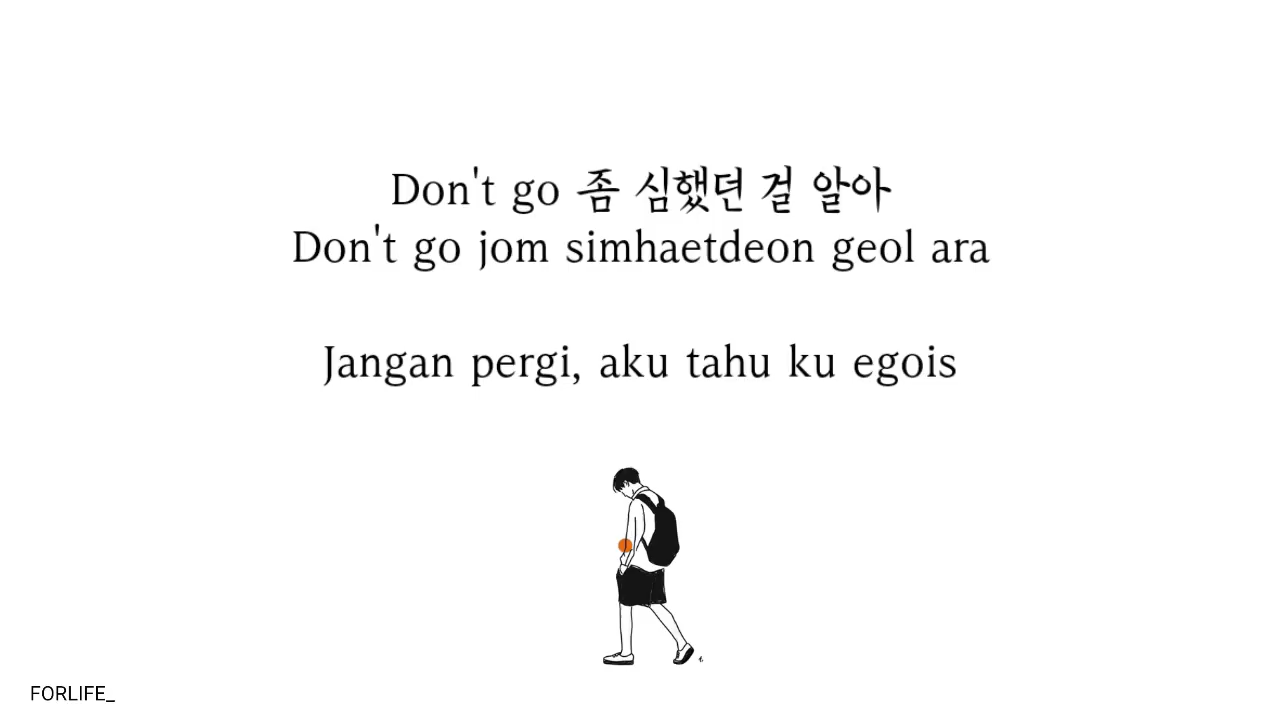 Don't go 좀 심했던 걸 알아
Don't go jom simhaetdeon geol ara
Jangan pergi, aku tahu ku egois
FORLIFE_